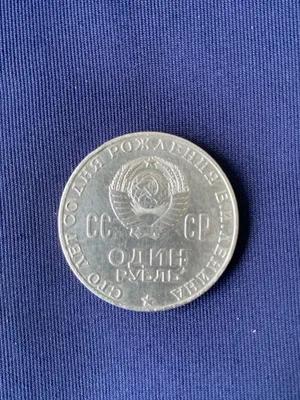 СТО ЛЕТ СО ДНЯ РОЖДЕНИЯ В.И.ЛЕНИНА
СС СР
ОДИН
РУБЛЬ